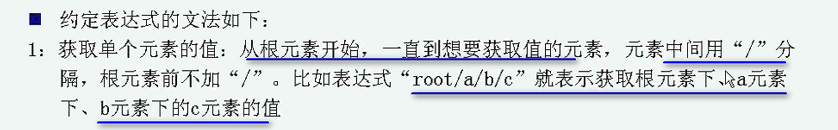 约定表达式的文法如下：
1：获取单个元素的值：从根元素开始，一直到想要获取值的元素，元素中间用“/”分
隔，根元素前不加“/”。比如表达式“root/a/b/c”就表示获取根元素下、a元素
下、b元素下的c元素的值